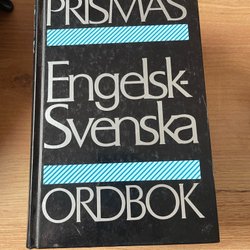 PRISMAS
Engelsk-
Svenska
ORDBOK